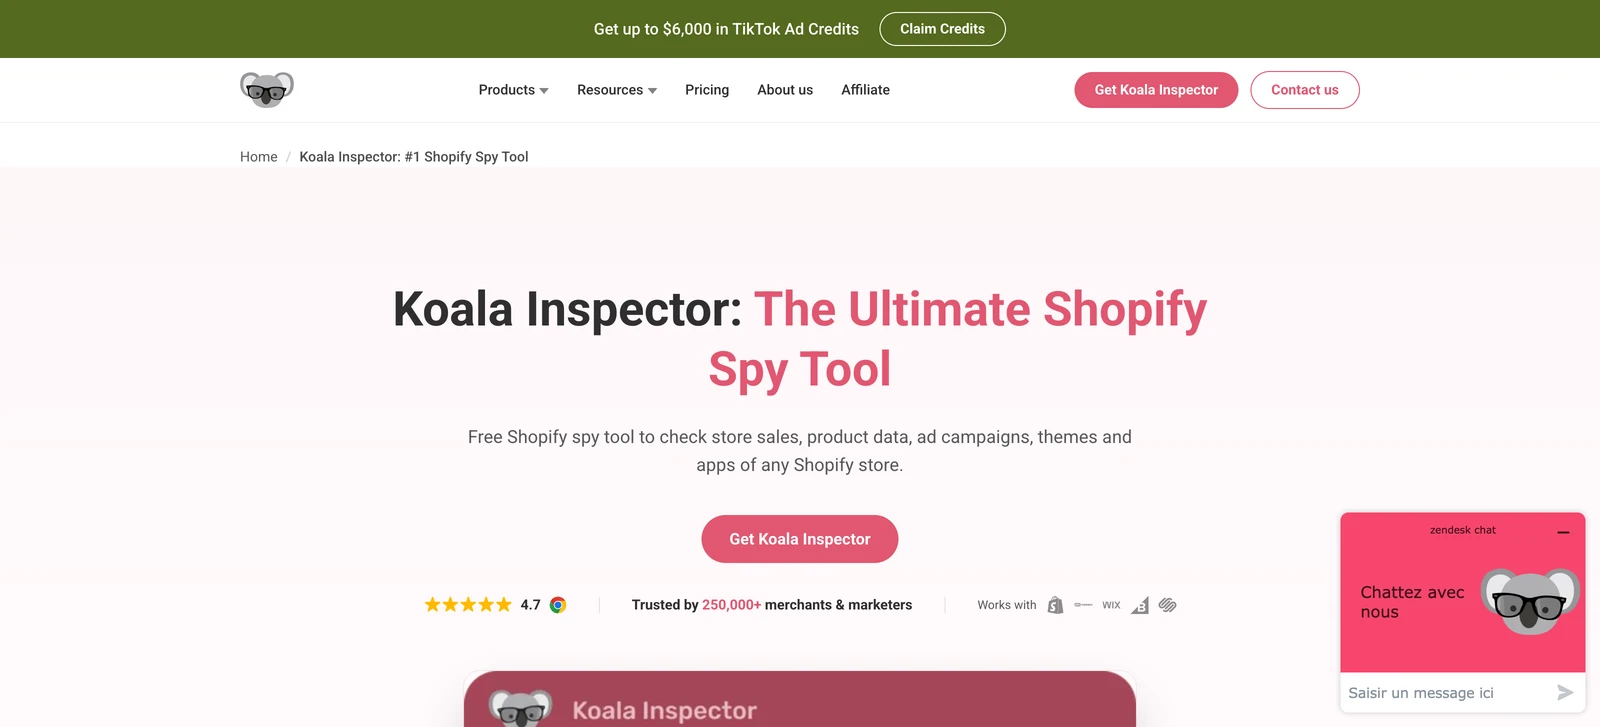 Get up to $6,000 in TikTok Ad Credits
Claim Credits
Products
Resources
Pricing
About us
Affiliate
Get Koala Inspector
Contact us
Home / Koala Inspector: #1 Shopify Spy Tool
Koala Inspector: The Ultimate Shopify
Spy Tool
Free Shopify spy tool to check store sales, product data, ad campaigns, themes and
apps of any Shopify store.
Get Koala Inspector
4.7
Trusted by 250,000+ merchants & marketers
Works with
WIX
Koala Inspector
zendesk chat
Chattez avec
nous
Saisir un message ici